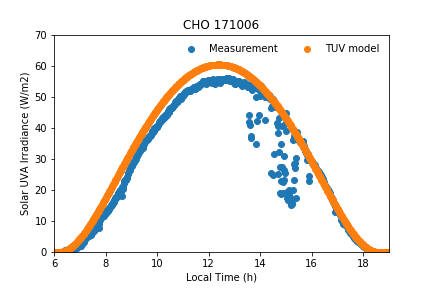 CHO 171006
Measurement TUV model
Solar UVA Irradiance (W/m2)
70
60
50
40
30
20
10
0
6 8 10 12 14 16 18
Local Time (h)